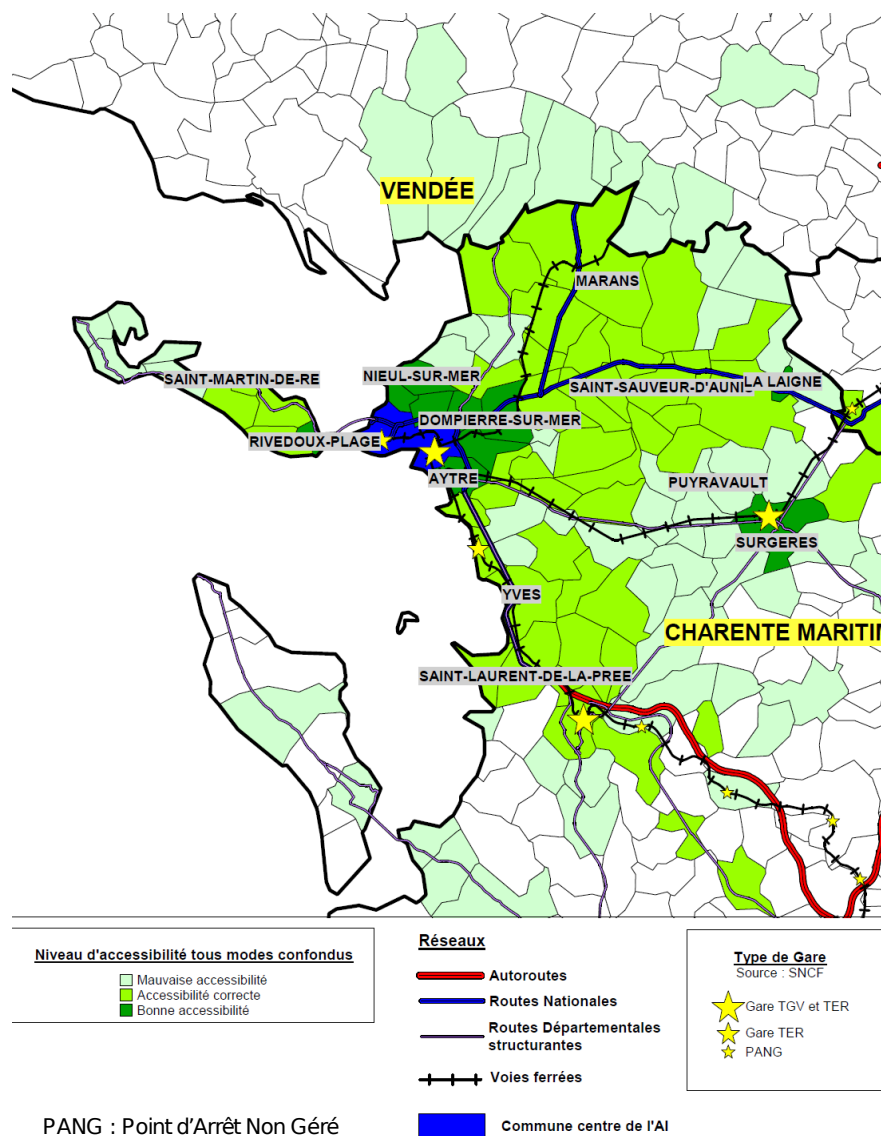 VENDÉE
MARANS
SAINT-MARTIN-DE-RE
NIEUL-SUR-MER
SAINT-SAUVEUR-D'AUNI
LA LAIGNE
DOMPIERRE-SUR-MER
RIVEDOUX-PLAGE
AYTRE
PUYRAVAULT
SURGERES
YVES
CHARENTE MARITIM
SAINT-LAURENT-DE-LA-PREE
Niveau d'accessibilité tous modes confondus
Mauvaise accessibilité
Accessibilité correcte
Bonne accessibilité
Réseaux
Autoroutes
Routes Nationales
Routes Départementales
structurantes
Voies ferrées
Commune centre de l'AI
Type de Gare
Source : SNCF
Gare TGV et TER
Gare TER
PANG
PANG : Point d'Arrêt Non Géré